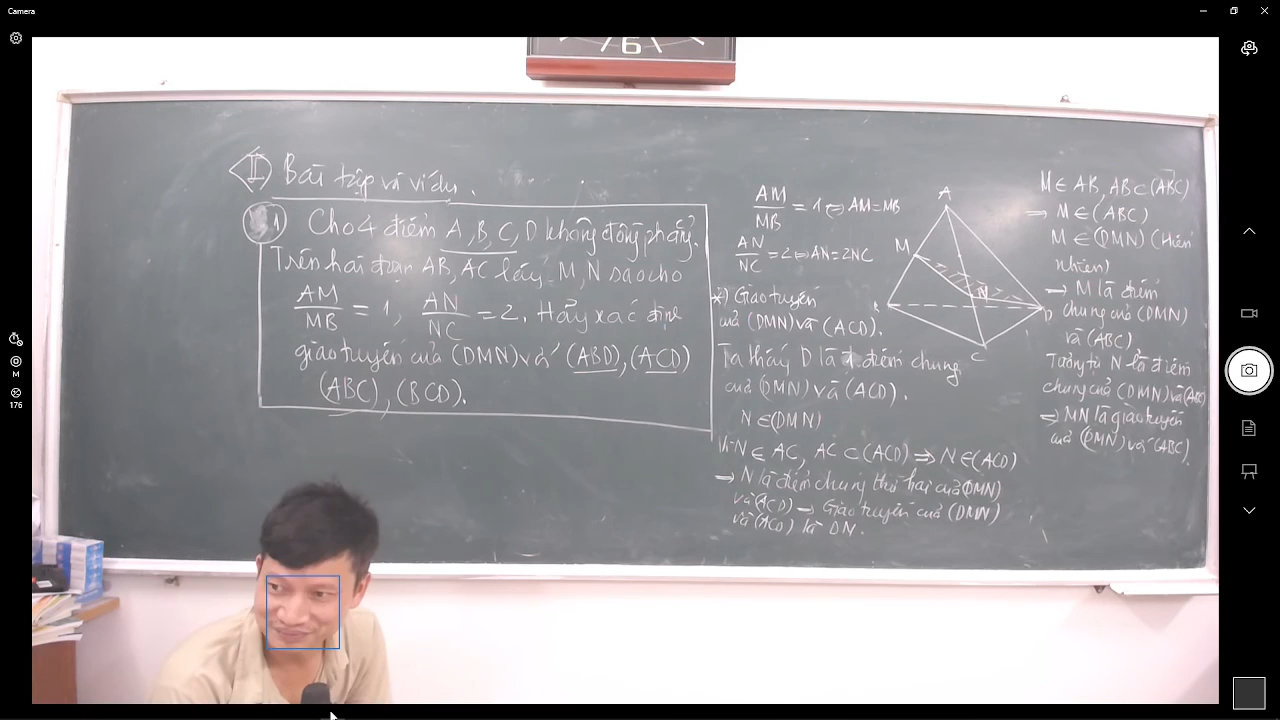 Camera
6
II Bài tập và ví dụ.
1 Cho 4 điểm A, B, C, D không đồng phẳng.
Trên hai đoạn AB, AC lấy M, N sao cho
AM/MB = 1, AN/NC = 2. Hãy xác định
giao tuyến của (DMN) và (ABD), (ACD)
(ABC), (BCD).
AM/MB = 1 ⇔ AM = MB
AN/NC = 2 ⇔ AN = 2NC
*) Giao tuyến
của (DMN) và (ACD).
Ta thấy D là điểm chung
của (DMN) và (ACD).
N ∈ (DMN)
N ∈ AC, AC ⊂ (ACD) ⇒ N ∈ (ACD)
→ N là điểm chung thứ hai của (DMN)
và (ACD) → Giao tuyến của (DMN)
và (ACD) là DN.
A
M
N
D
C
M ∈ AB, AB ⊂ (ABC)
⇒ M ∈ (ABC)
M ∈ (DMN) (Hiển
nhiên)
→ M là điểm
chung của (DMN)
và (ABC).
Tương tự N là điểm
chung của (DMN) và (ABC)
⇒ MN là giao tuyến
của (DMN) và (ABC).
M
176